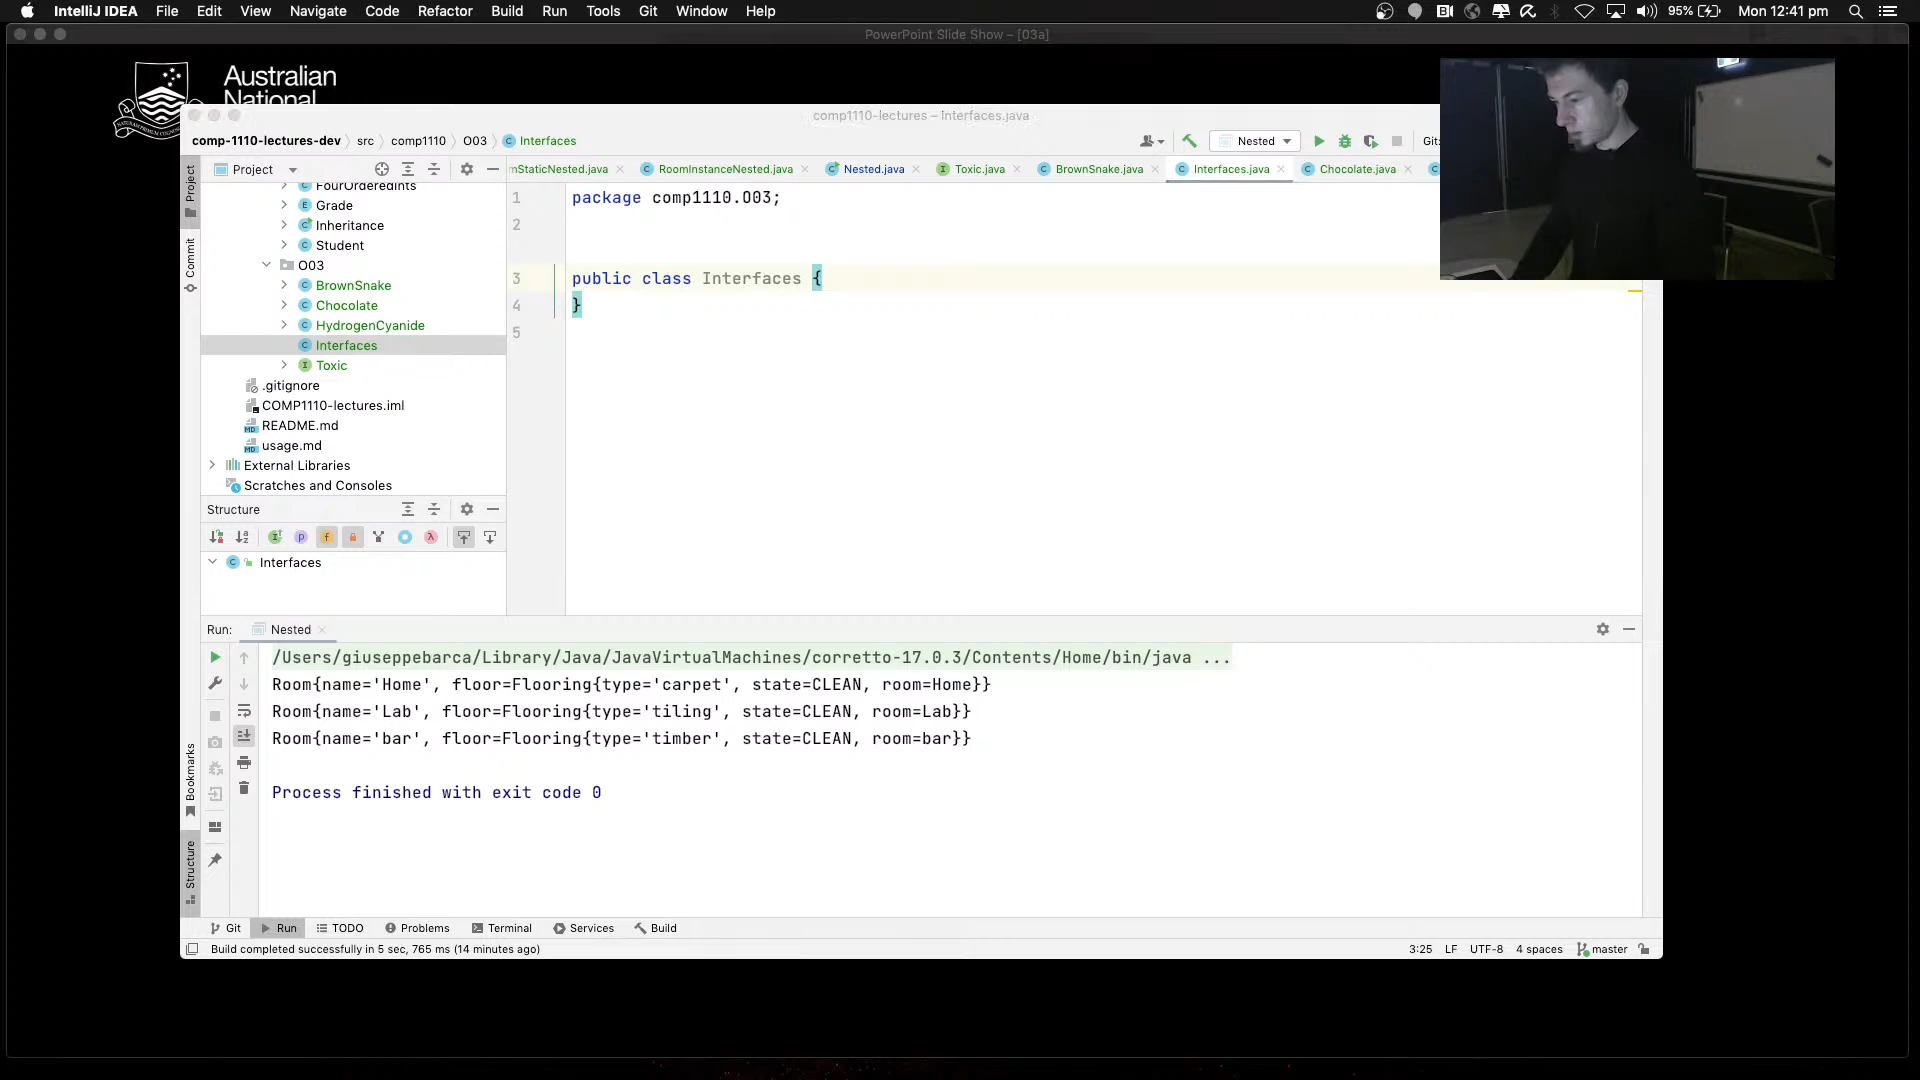 IntelliJ IDEA File Edit View Navigate Code Refactor Build Run Tools Git Window Help 95% Mon 12:41 pm
PowerPoint Slide Show – [03a]
Australian
National
comp1110-lectures – Interfaces.java
comp-1110-lectures-dev src comp1110 O03 Interfaces Nested Git:
Project mStaticNested.java RoomInstanceNested.java Nested.java Toxic.java BrownSnake.java Interfaces.java Chocolate.java
Project
Commit
Bookmarks
Structure
FourOrderedInts
Grade
Inheritance
Student
O03
BrownSnake
Chocolate
HydrogenCyanide
Interfaces
Toxic
.gitignore
COMP1110-lectures.iml
README.md
usage.md
External Libraries
Scratches and Consoles
1 package comp1110.O03;
2
3 public class Interfaces {
4 }
5
Structure
Interfaces
Run: Nested
/Users/giuseppebarca/Library/Java/JavaVirtualMachines/corretto-17.0.3/Contents/Home/bin/java ...
Room{name='Home', floor=Flooring{type='carpet', state=CLEAN, room=Home}}
Room{name='Lab', floor=Flooring{type='tiling', state=CLEAN, room=Lab}}
Room{name='bar', floor=Flooring{type='timber', state=CLEAN, room=bar}}
Process finished with exit code 0
Git Run TODO Problems Terminal Services Build
Build completed successfully in 5 sec, 765 ms (14 minutes ago) 3:25 LF UTF-8 4 spaces master